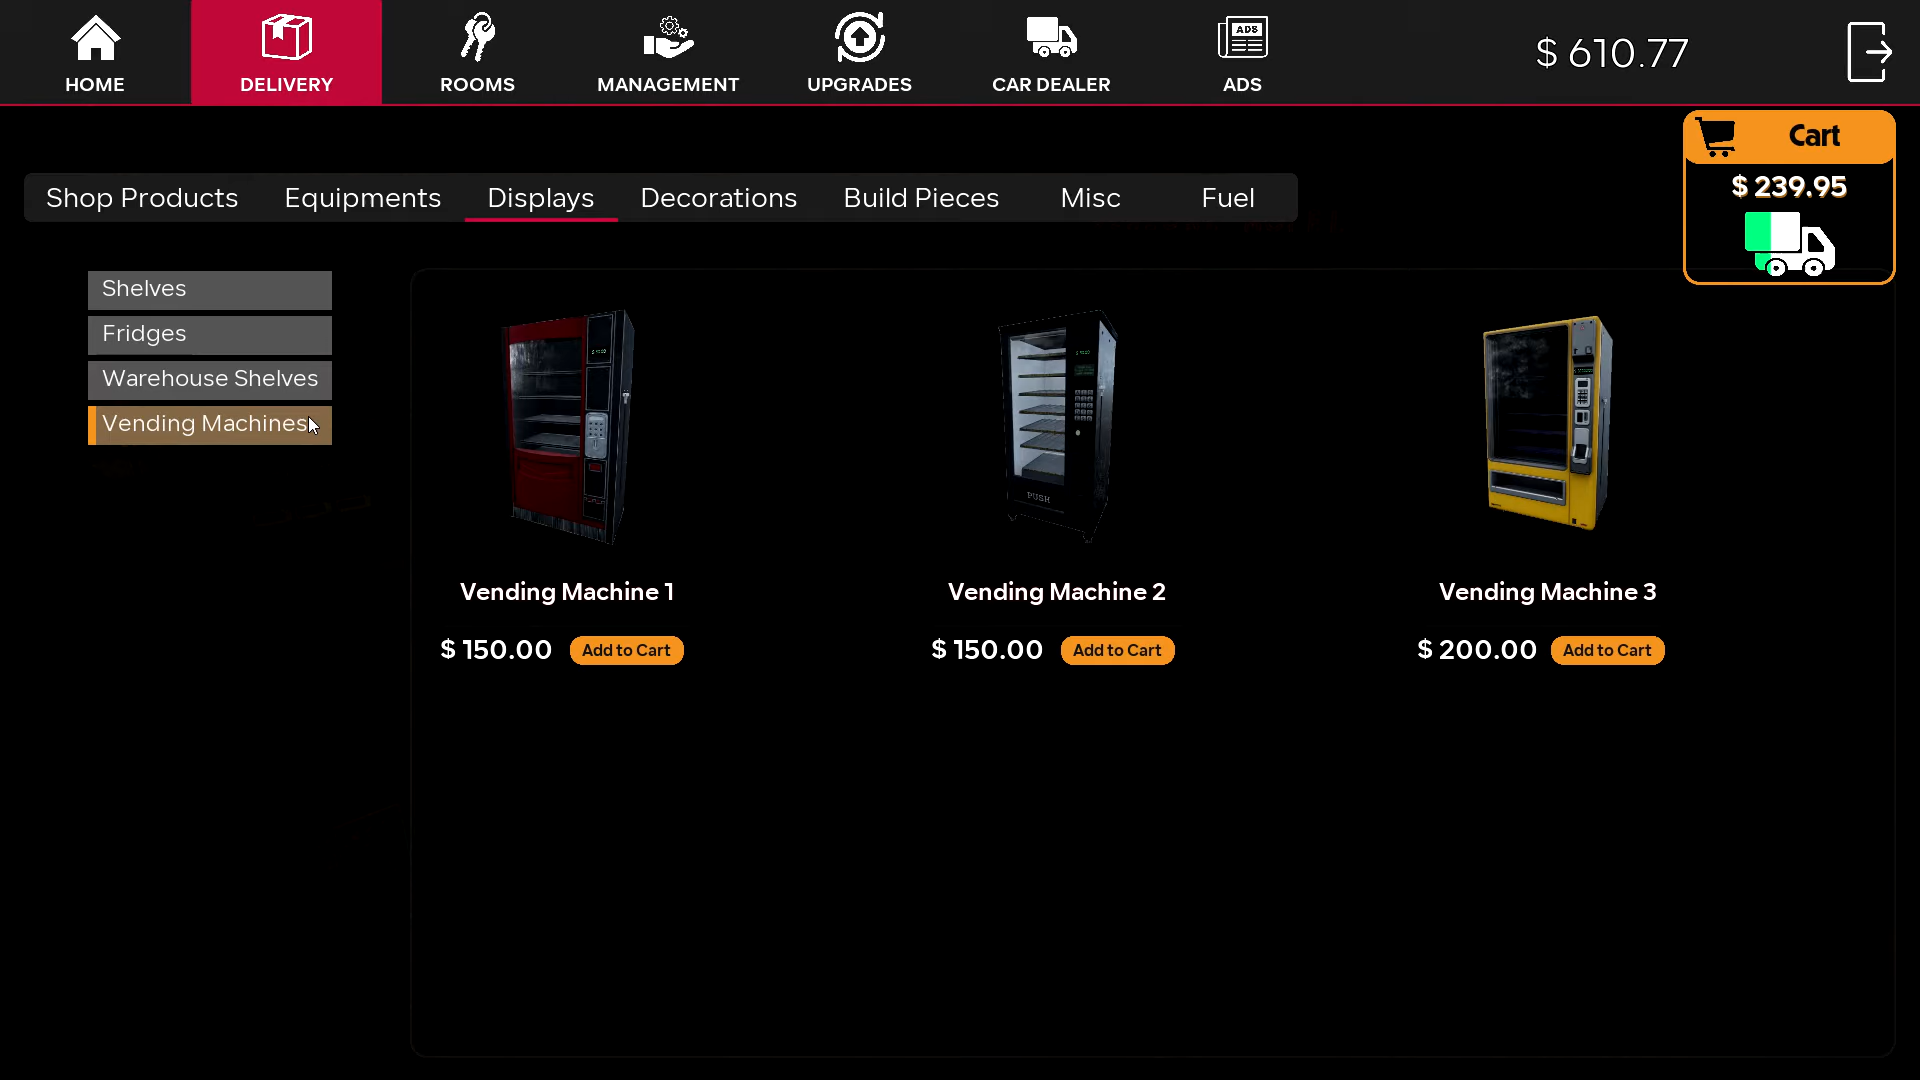 HOME
DELIVERY
ROOMS
MANAGEMENT
UPGRADES
ADS
CAR DEALER
ADS
$ 610.77
Cart
$ 239.95
Shop Products
Equipments
Displays
Decorations
Build Pieces
Misc
Fuel
Shelves
Fridges
Warehouse Shelves
Vending Machines
PUSH
Vending Machine 1
Vending Machine 2
Vending Machine 3
$ 150.00
Add to Cart
$ 150.00
Add to Cart
$ 200.00
Add to Cart